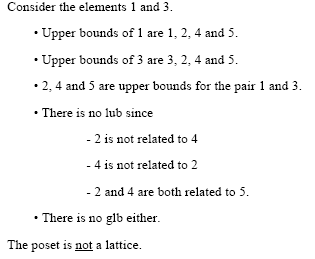 Consider the elements 1 and 3.
• Upper bounds of 1 are 1, 2, 4 and 5.
• Upper bounds of 3 are 3, 2, 4 and 5.
• 2, 4 and 5 are upper bounds for the pair 1 and 3.
• There is no lub since
- 2 is not related to 4
- 4 is not related to 2
- 2 and 4 are both related to 5.
• There is no glb either.
The poset is not a lattice.